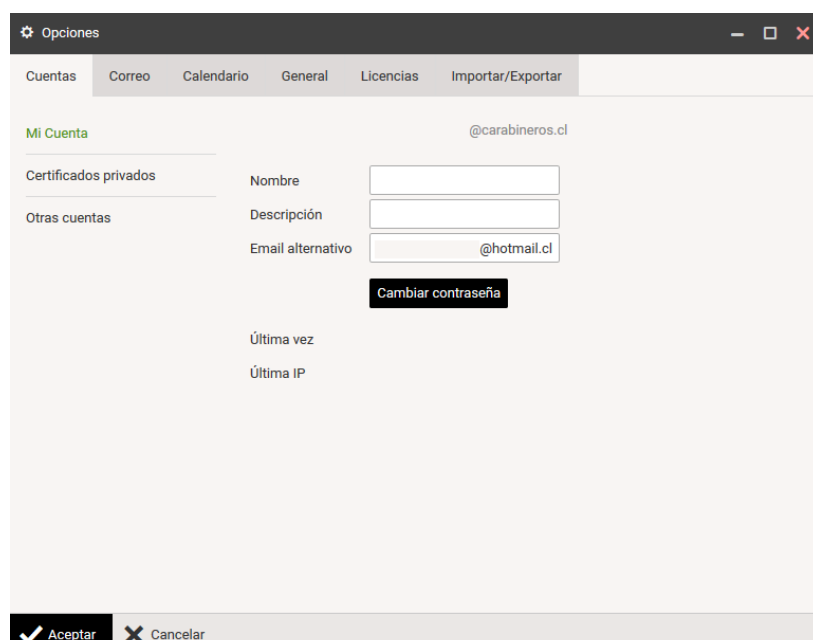 Opciones
Cuentas Correo Calendario General Licencias Importar/Exportar
Mi Cuenta
@carabineros.cl
Certificados privados
Nombre
Otras cuentas
Descripción
Email alternativo @hotmail.cl
Cambiar contraseña
Última vez
Última IP
Aceptar Cancelar